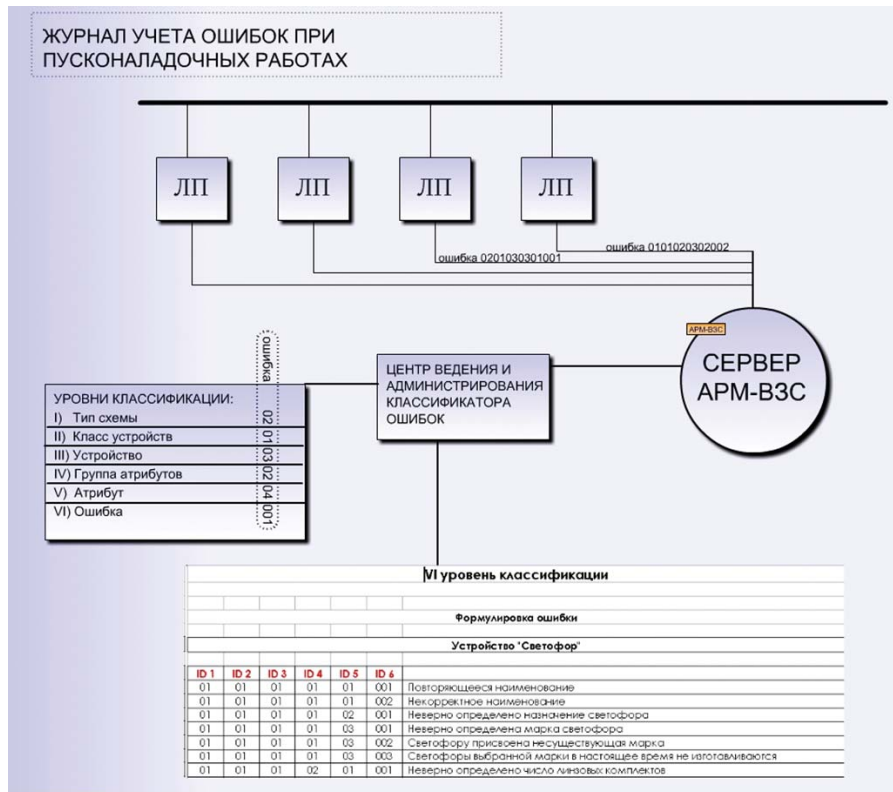 ЖУРНАЛ УЧЕТА ОШИБОК ПРИ
ПУСКОНАЛАДОЧНЫХ РАБОТАХ
ЛП
ЛП
ЛП
ЛП
ошибка 0201030301001
ошибка 0101020302002
АРМ-ВЗС
СЕРВЕР
АРМ-ВЗС
ЦЕНТР ВЕДЕНИЯ И
АДМИНИСТРИРОВАНИЯ
КЛАССИФИКАТОРА
ОШИБОК
ошибка 02 01 03 02 04 001
УРОВНИ КЛАССИФИКАЦИИ:
I) Тип схемы
II) Класс устройств
III) Устройство
IV) Группа атрибутов
V) Атрибут
VI) Ошибка
VI уровень классификации
Формулировка ошибки
Устройство "Светофор"
ID 1 ID 2 ID 3 ID 4 ID 5 ID 6
01 01 01 01 01 001 Повторяющееся наименование
01 01 01 01 01 002 Некорректное наименование
01 01 01 01 02 001 Неверно определено назначение светофора
01 01 01 01 03 001 Неверно определена марка светофора
01 01 01 01 03 002 Светофору присвоена несуществующая марка
01 01 01 01 03 003 Светофоры выбранной марки в настоящее время не изготавливаются
01 01 01 02 01 001 Неверно определено число линзовых комплектов